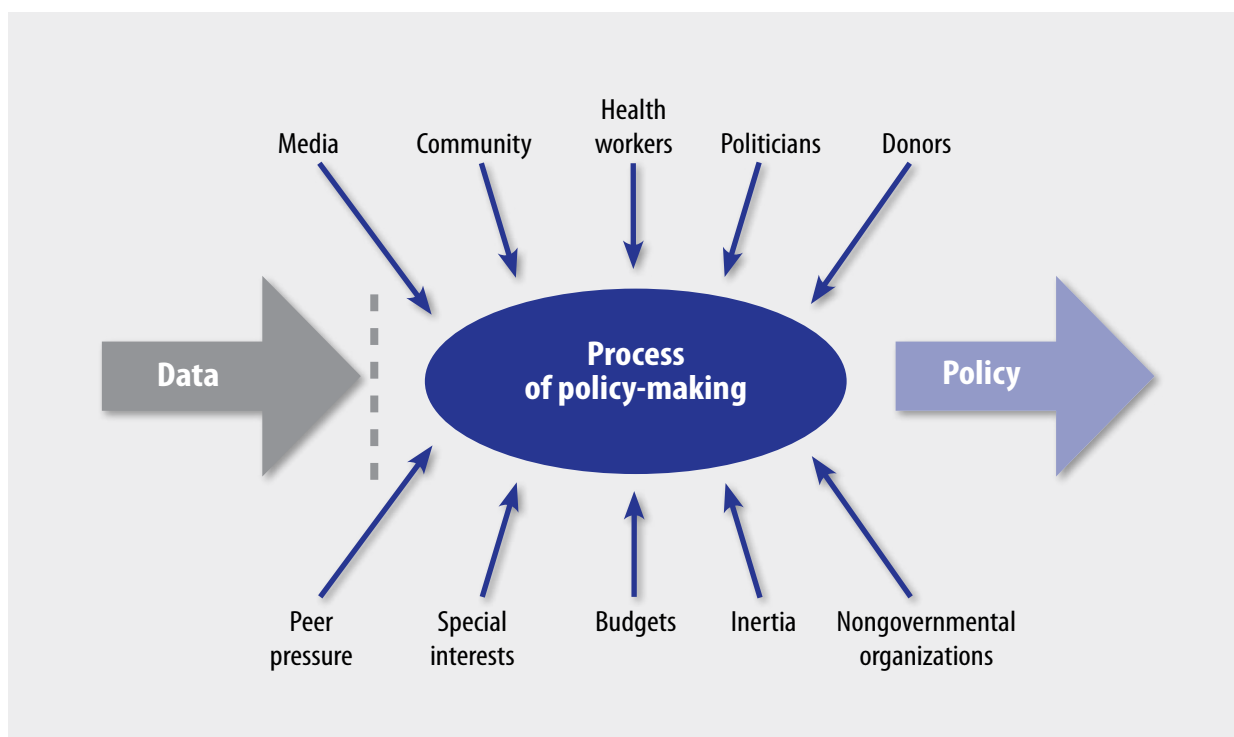 Media
Community
Health
workers
Politicians
Donors
Data
Process
of policy-making
Policy
Peer
pressure
Special
interests
Budgets
Inertia
Nongovernmental
organizations